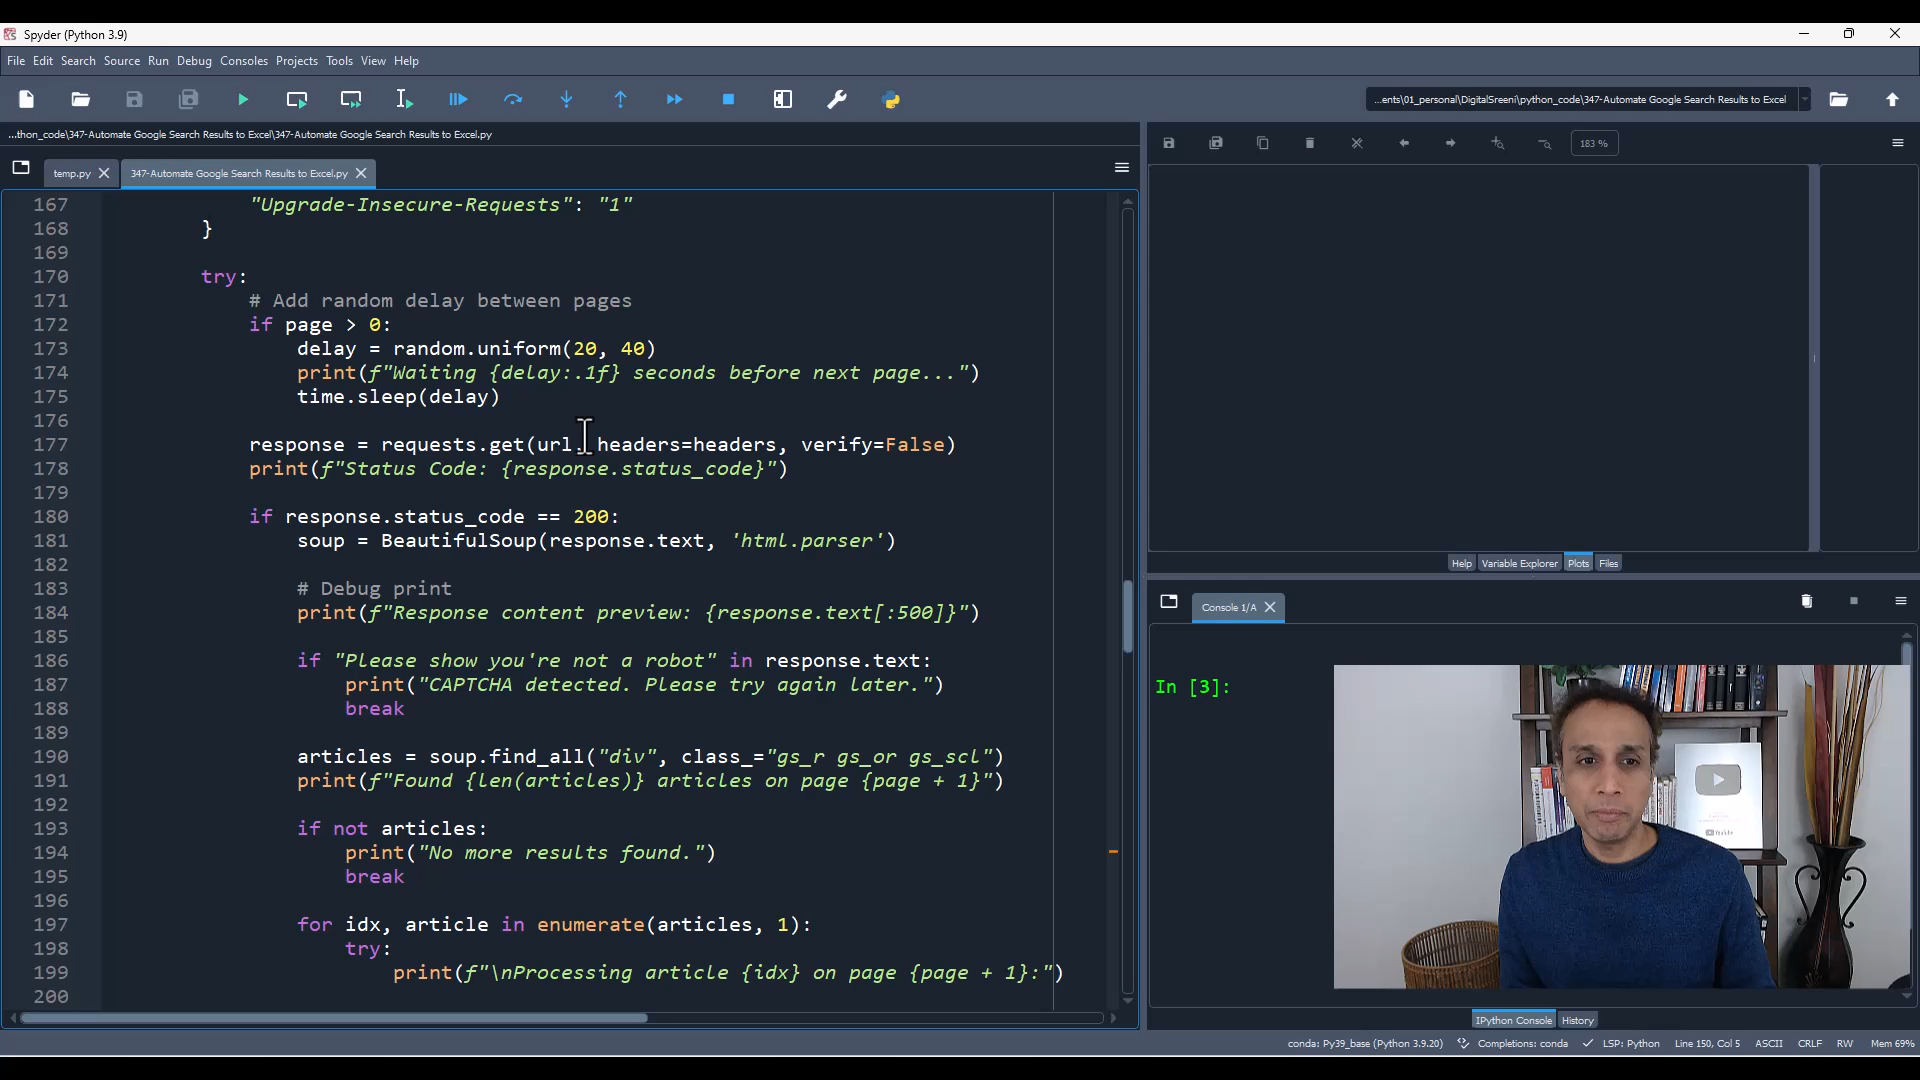 Spyder (Python 3.9)
File Edit Search Source Run Debug Consoles Projects Tools View Help
...ents\01_personal\DigitalSreeni\python_code\347-Automate Google Search Results to Excel
...thon_code\347-Automate Google Search Results to Excel\347-Automate Google Search Results to Excel.py
temp.py
347-Automate Google Search Results to Excel.py
167 "Upgrade-Insecure-Requests": "1"
168 }
169
170 try:
171 # Add random delay between pages
172 if page > 0:
173 delay = random.uniform(20, 40)
174 print(f"Waiting {delay:.1f} seconds before next page...")
175 time.sleep(delay)
176
177 response = requests.get(url, headers=headers, verify=False)
178 print(f"Status Code: {response.status_code}")
179
180 if response.status_code == 200:
181 soup = BeautifulSoup(response.text, 'html.parser')
182
183 # Debug print
184 print(f"Response content preview: {response.text[:500]}")
185
186 if "Please show you're not a robot" in response.text:
187 print("CAPTCHA detected. Please try again later.")
188 break
189
190 articles = soup.find_all("div", class_="gs_r gs_or gs_scl")
191 print(f"Found {len(articles)} articles on page {page + 1}")
192
193 if not articles:
194 print("No more results found.")
195 break
196
197 for idx, article in enumerate(articles, 1):
198 try:
199 print(f"\nProcessing article {idx} on page {page + 1}:")
200
183 %
Help Variable Explorer Plots Files
Console 1/A
In [3]:
YouTube
IPython Console History
conda: Py39_base (Python 3.9.20) Completions: conda LSP: Python Line 150, Col 5 ASCII CRLF RW Mem 69%